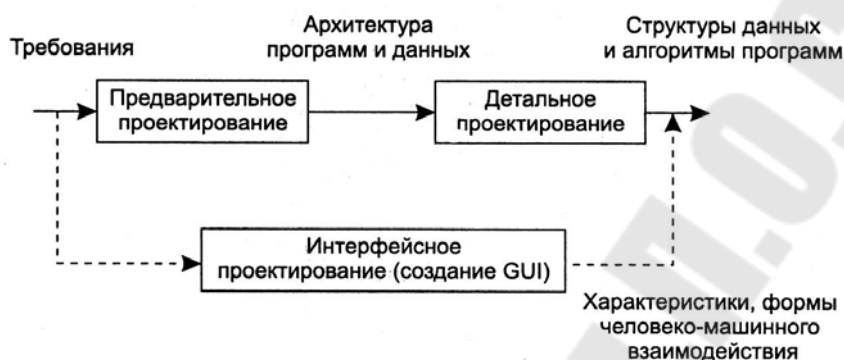 Требования
Архитектура
программ и данных
Структуры данных
и алгоритмы программ
Предварительное
проектирование
Детальное
проектирование
Интерфейсное
проектирование (создание GUI)
Характеристики, формы
человеко-машинного
взаимодействия